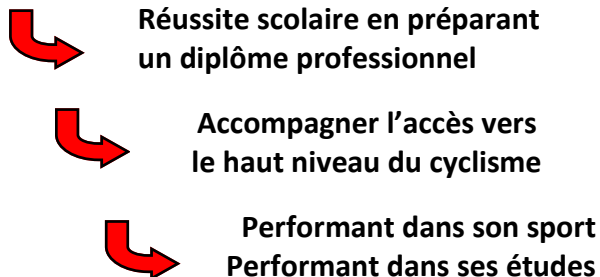 Réussite scolaire en préparant
un diplôme professionnel
Accompagner l’accès vers
le haut niveau du cyclisme
Performant dans son sport
Performant dans ses études